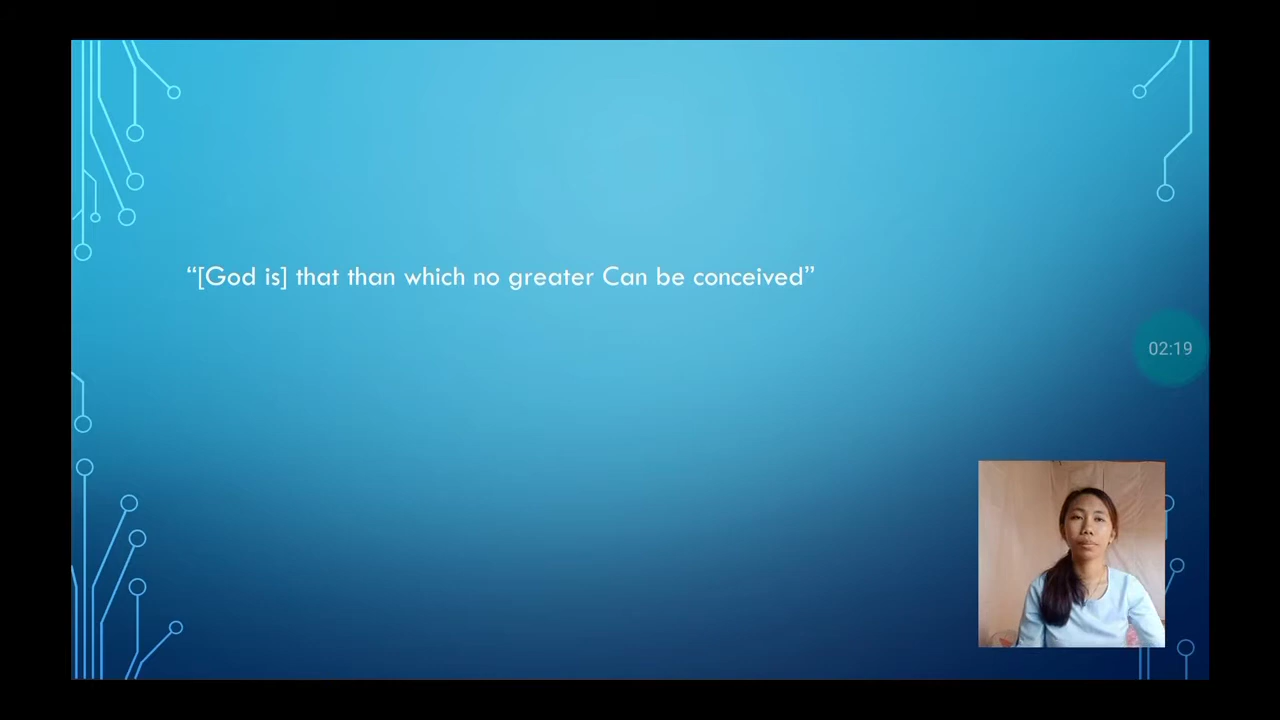 “[God is] that than which no greater Can be conceived”
02:19